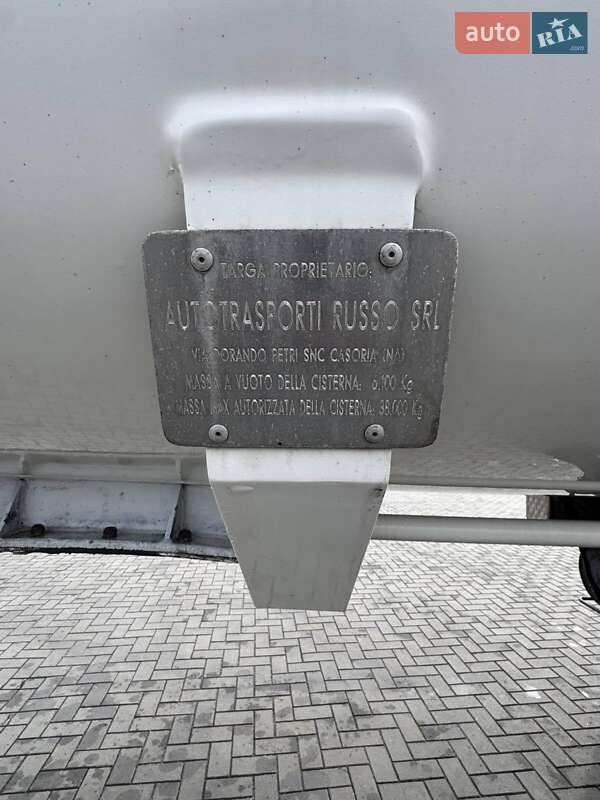 auto RIA .com
TARGA PROPRIETARIO:
AUTOTRASPORTI RUSSO SRL
VIA DORANDO PETRI SNC CASORIA (NA)
MASSA A VUOTO DELLA CISTERNA: 6.100 Kg
MASSA MAX AUTORIZZATA DELLA CISTERNA: 38.000 Kg